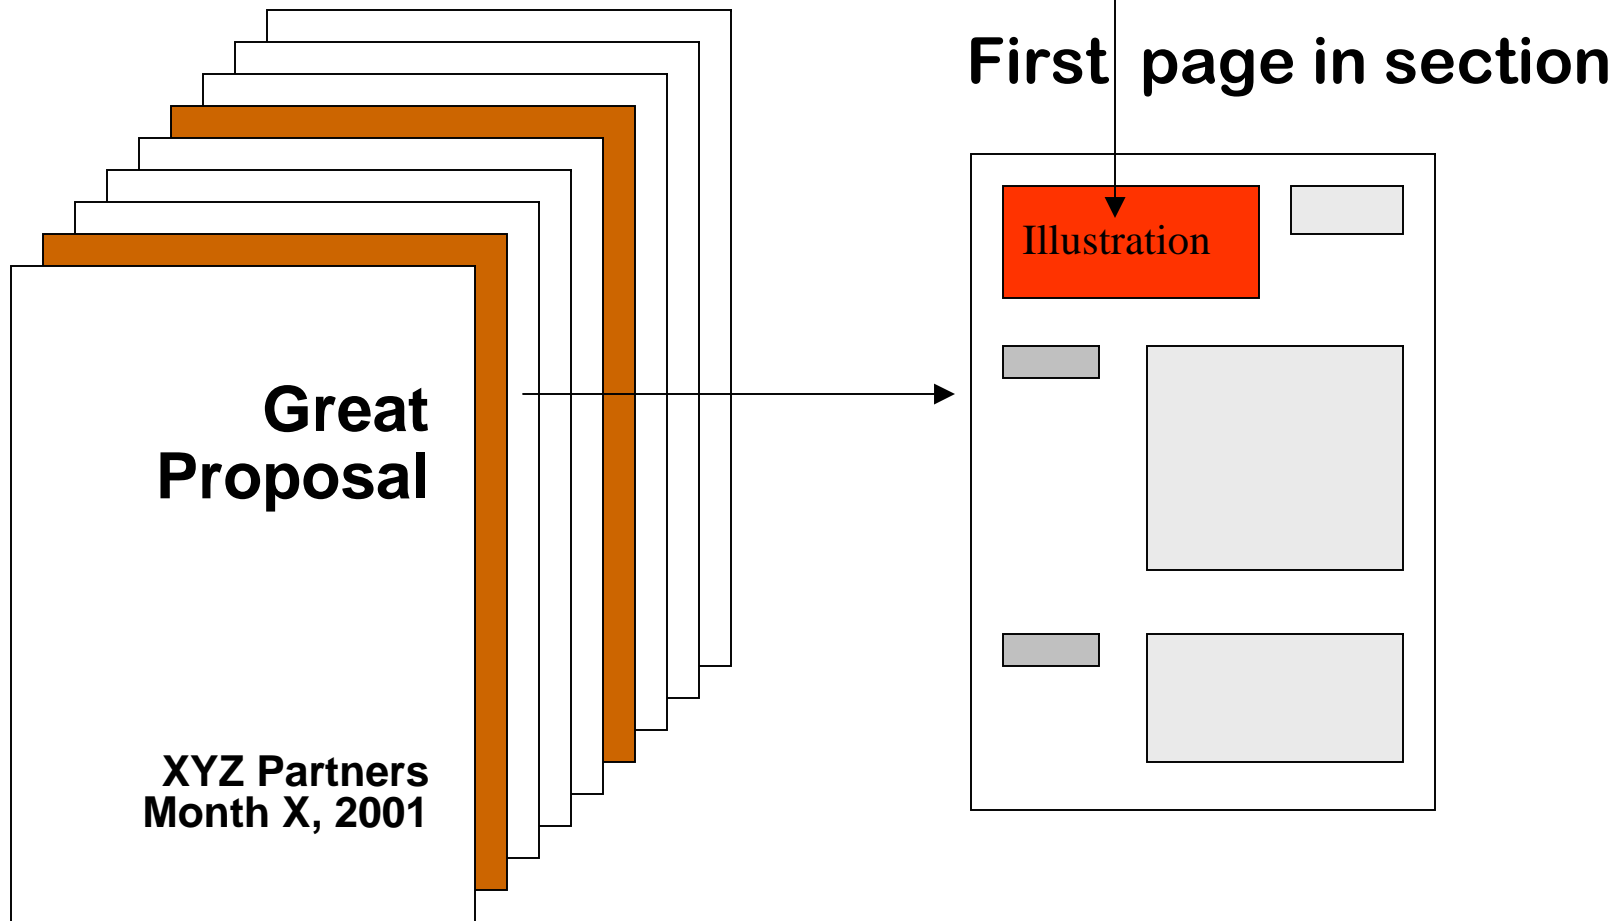 First page in section
Illustration
Great
Proposal
XYZ Partners
Month X, 2001